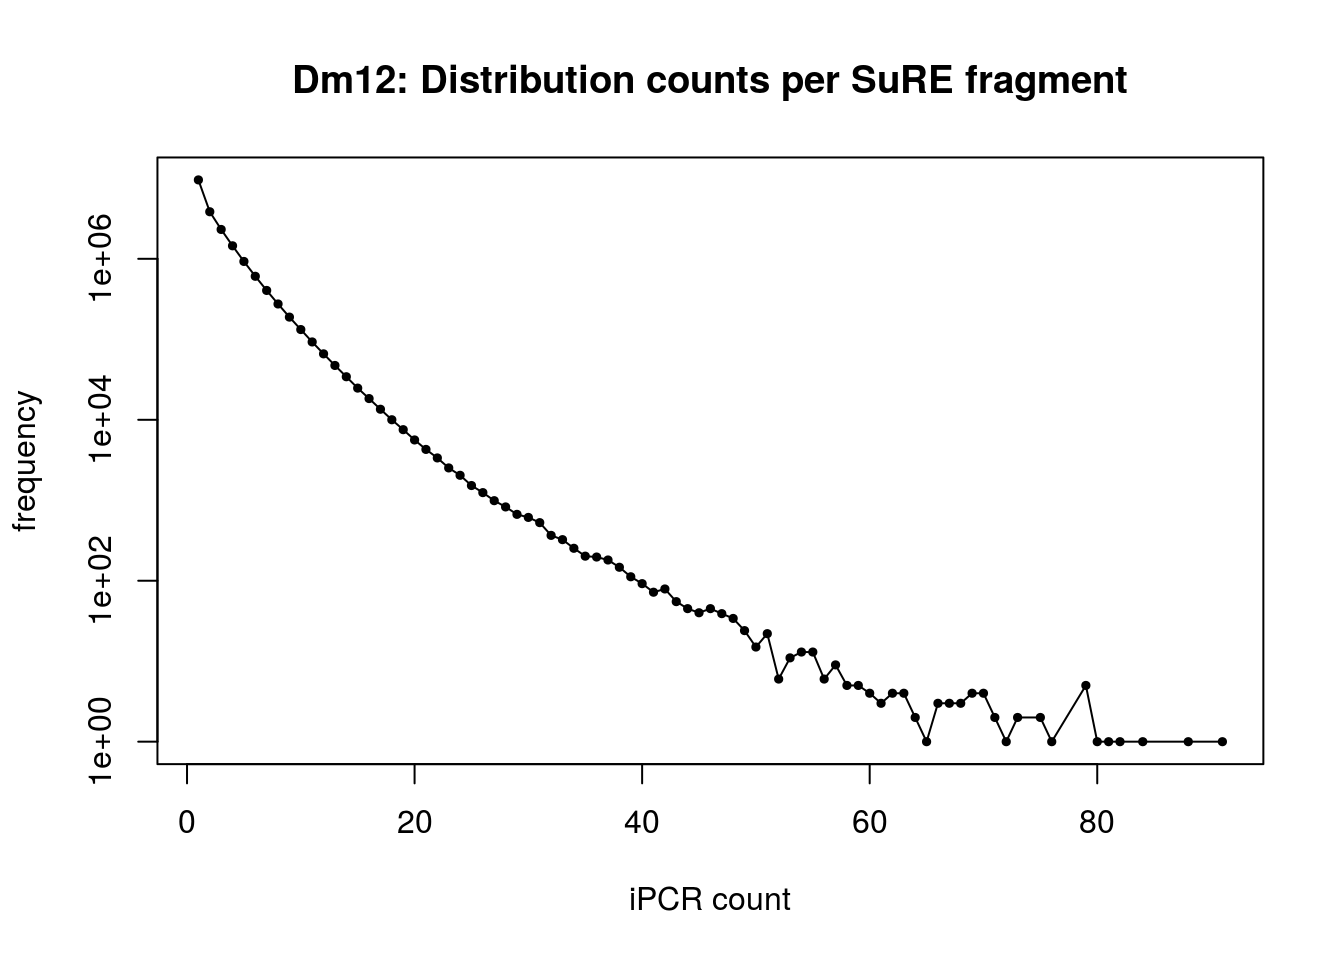 Dm12: Distribution counts per SuRE fragment
frequency
1e+06
1e+04
1e+02
1e+00
0 20 40 60 80
iPCR count